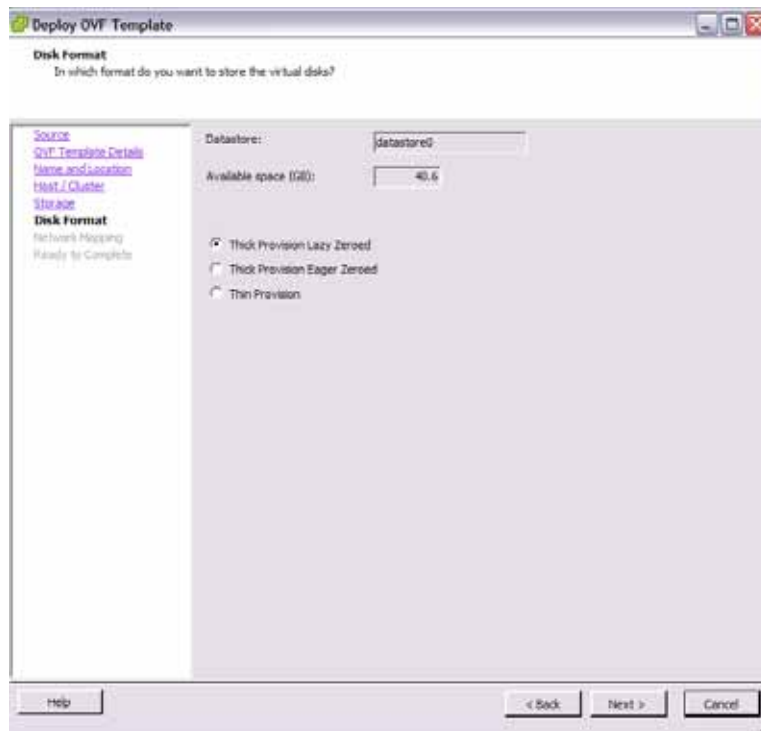 Deploy OVF Template
Disk Format
In which format do you want to store the virtual disks?
Source
OVF Template Details
Name and Location
Host / Cluster
Storage
Disk Format
Network Mapping
Ready to Complete
Datastore: datastore0
Available space (GB): 40.6
Thick Provision Lazy Zeroed
Thick Provision Eager Zeroed
Thin Provision
Help
< Back
Next >
Cancel